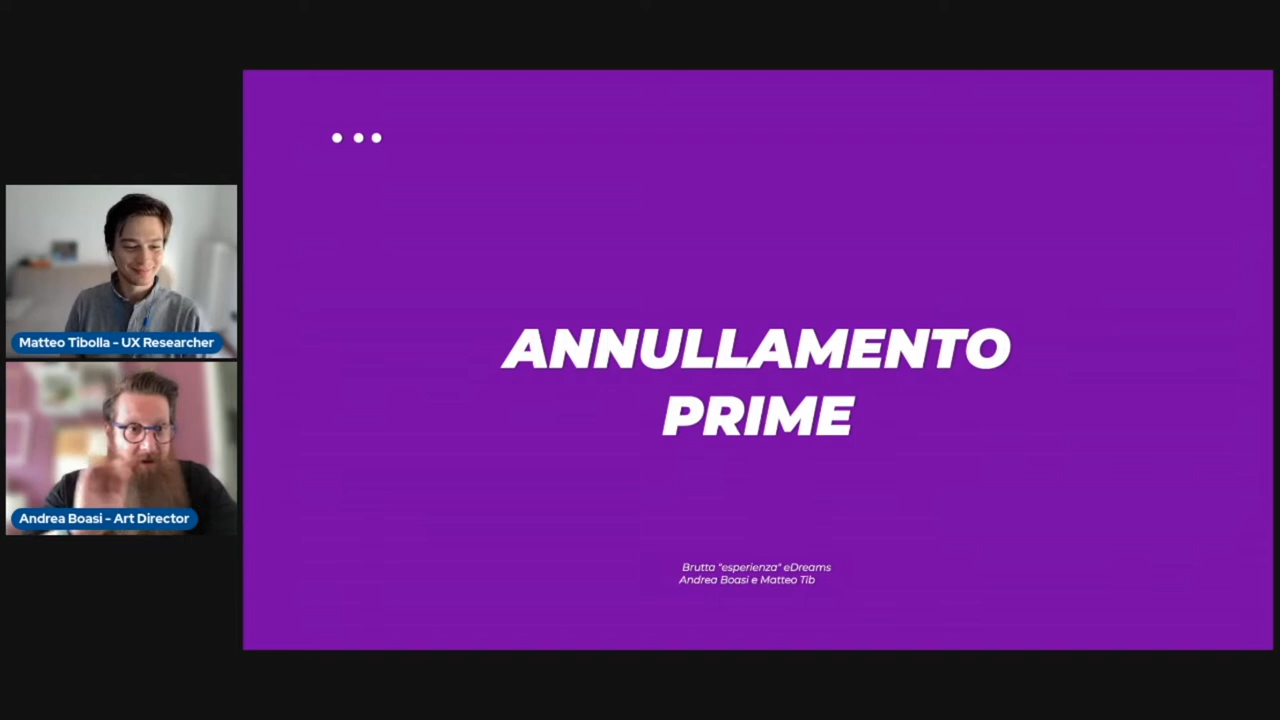 Matteo Tibolla - UX Researcher
Andrea Boasi - Art Director
ANNULLAMENTO
PRIME
Brutta "esperienza" eDreams
Andrea Boasi e Matteo Tib